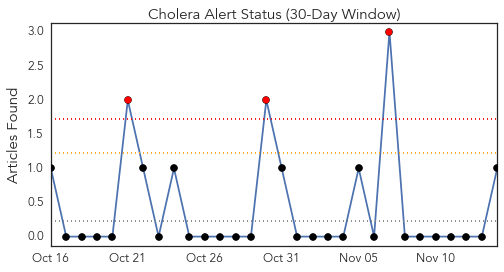 Cholera Alert Status (30-Day Window)
Articles Found
3.0
2.5
2.0
1.5
1.0
0.5
0.0
Oct 16 Oct 21 Oct 26 Oct 31 Nov 05 Nov 10